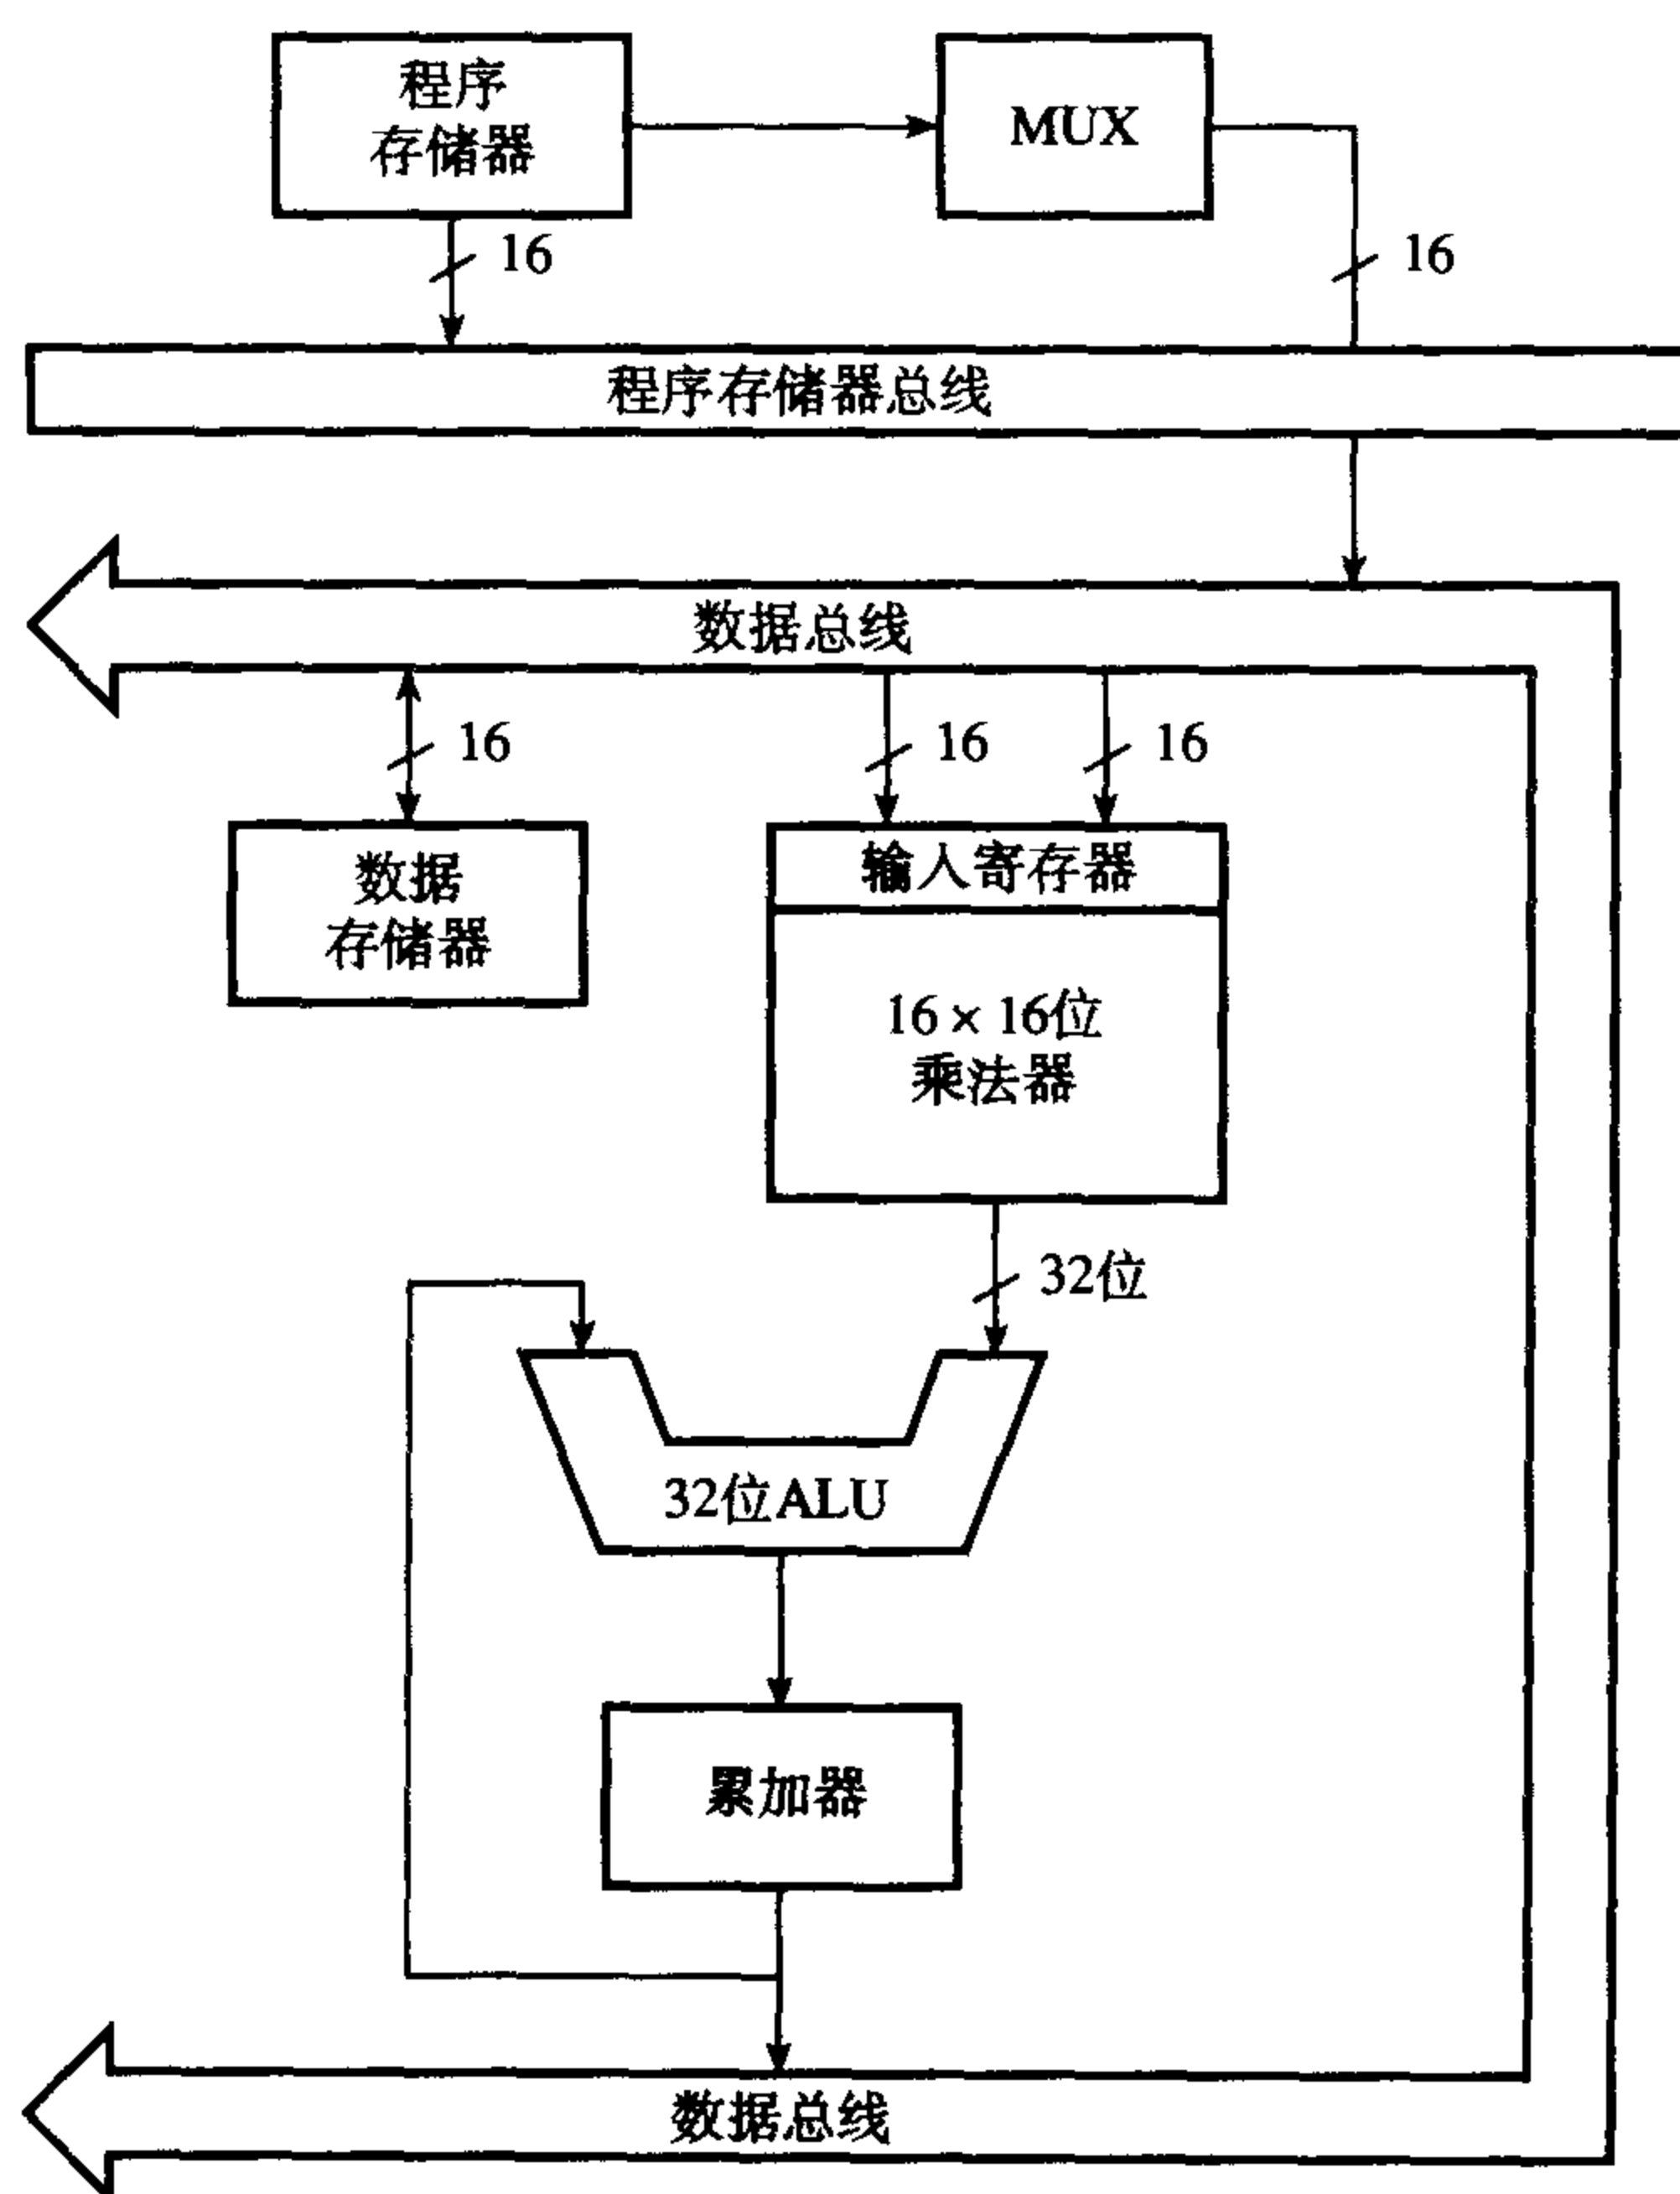 程序
存储器
MUX
16
16
程序存储器总线
数据总线
16
16
16
数据
存储器
输入寄存器
16 × 16位
乘法器
32位
32位ALU
累加器
数据总线